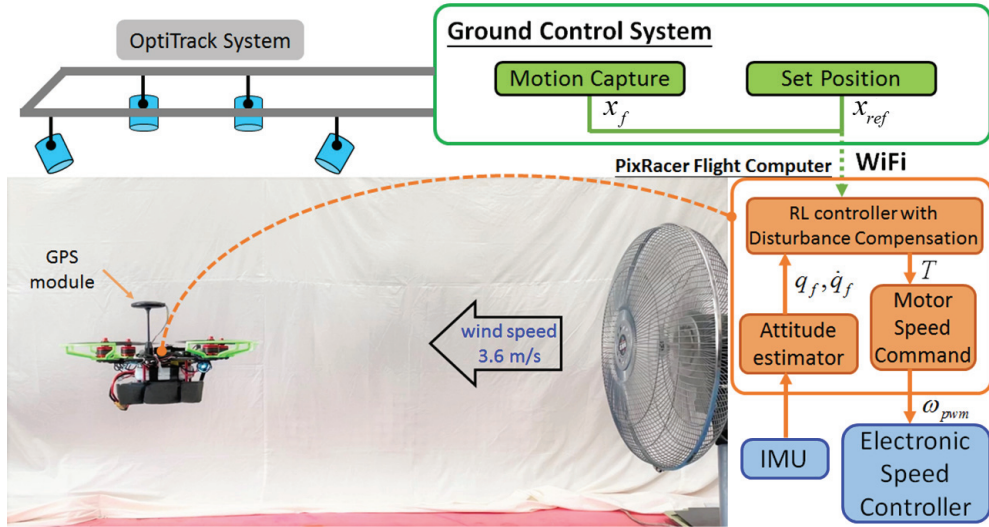 OptiTrack System
Ground Control System
Motion Capture
Set Position
x_f
x_ref
PixRacer Flight Computer
WiFi
RL controller with
Disturbance Compensation
GPS
module
q_f, q̇_f
T
wind speed
3.6 m/s
Attitude
estimator
Motor
Speed
Command
ω_pwm
IMU
Electronic
Speed
Controller